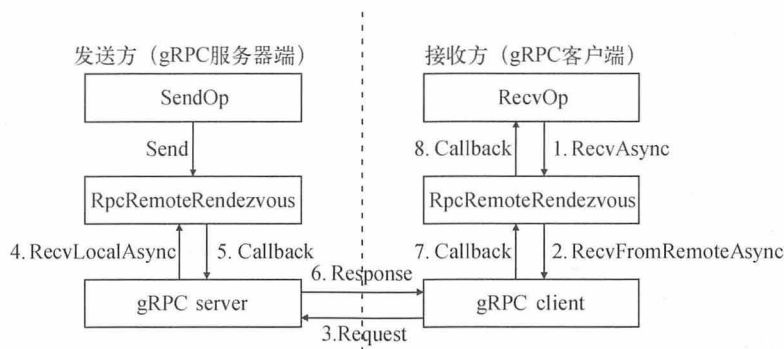 发送方（gRPC服务器端）
接收方（gRPC客户端）
SendOp
RecvOp
Send
8. Callback
1. RecvAsync
RpcRemoteRendezvous
RpcRemoteRendezvous
4. RecvLocalAsync
5. Callback
7. Callback
2. RecvFromRemoteAsync
6. Response
gRPC server
gRPC client
3.Request